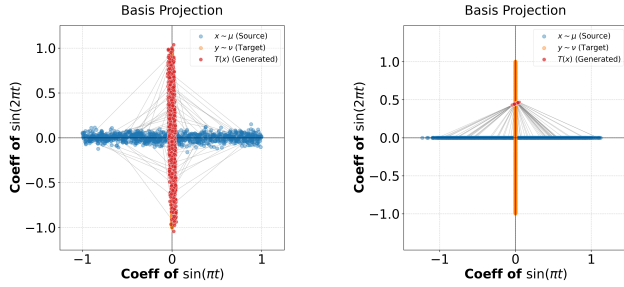 Basis Projection
x ~ μ (Source)
y ~ ν (Target)
T(x) (Generated)
1.0
0.5
0.0
−0.5
−1.0
Coeff of sin(2πt)
−1
0
1
Coeff of sin(πt)
Basis Projection
x ~ μ (Source)
y ~ ν (Target)
T(x) (Generated)
1.0
0.5
0.0
−0.5
−1.0
Coeff of sin(2πt)
−1
0
1
Coeff of sin(πt)